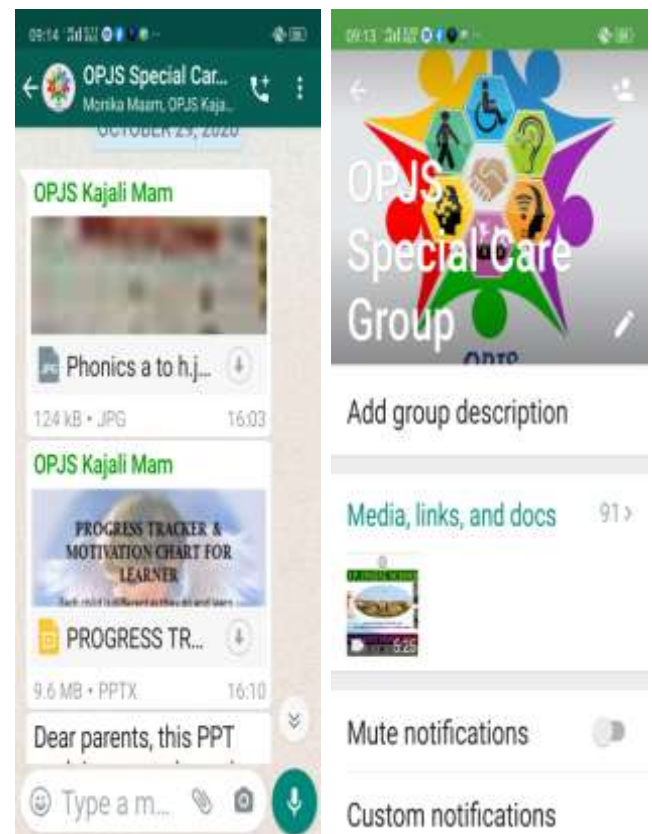 09:14
OPJS Special Car...
Monika Maam, OPJS Kaja...
OCTOBER 29, 2020
OPJS Kajali Mam
Phonics a to h.j...
124 kB • JPG 16:03
OPJS Kajali Mam
PROGRESS TRACKER &
MOTIVATION CHART FOR
LEARNER
PROGRESS TR...
9.6 MB • PPTX 16:10
Dear parents, this PPT
Type a m...
09:13
OPJS
Special Care
Group
OPJS
Add group description
Media, links, and docs 91 >
5:25
Mute notifications
Custom notifications